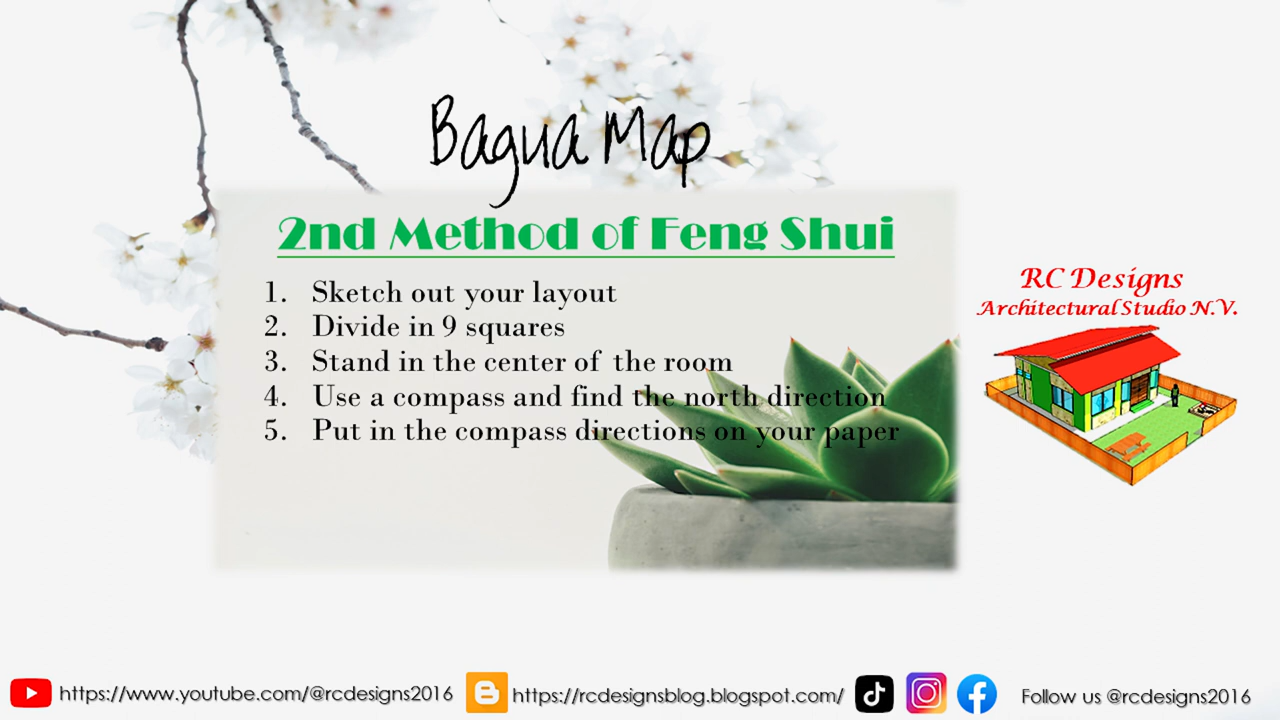 Bagua Map
2nd Method of Feng Shui
1. Sketch out your layout
2. Divide in 9 squares
3. Stand in the center of the room
4. Use a compass and find the north direction
5. Put in the compass directions on your paper
RC Designs
Architectural Studio N.V.
https://www.youtube.com/@rcdesigns2016
https://rcdesignsblog.blogspot.com/
Follow us @rcdesigns2016